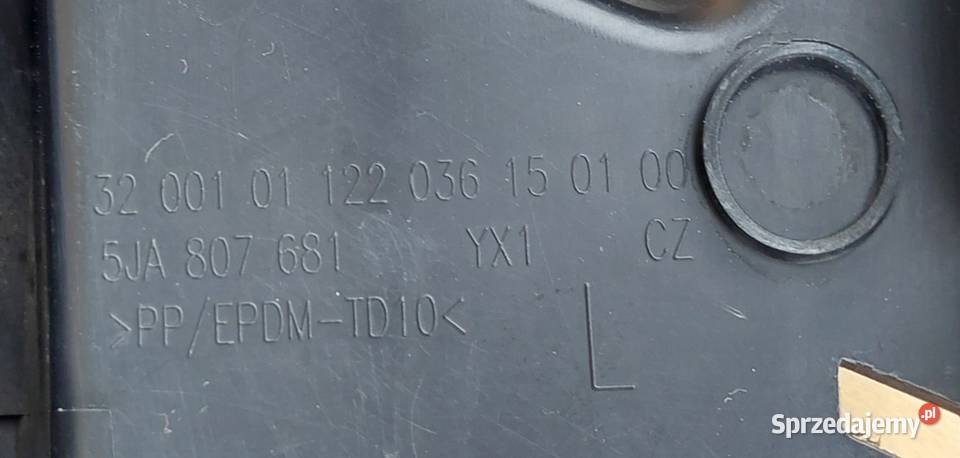 32 001 01 122 036 15 01 00
5JA 807 681 YX1 CZ
>PP/EPDM-TD10<
L
Sprzedajemy.pl